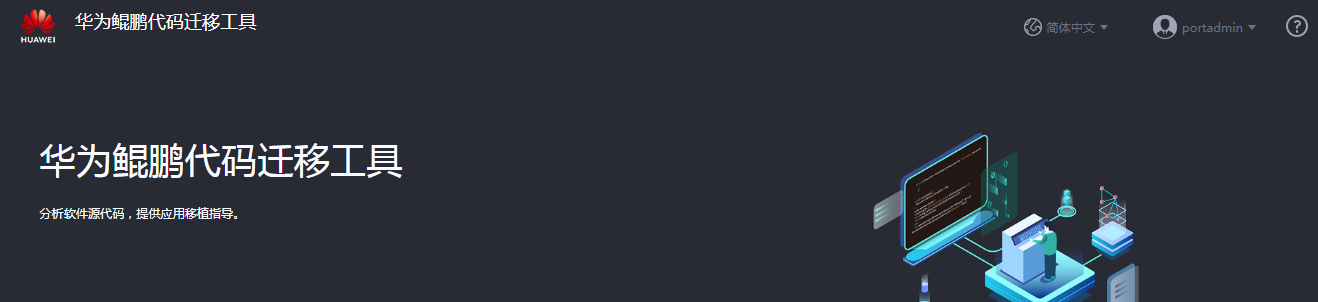 HUAWEI
华为鲲鹏代码迁移工具
简体中文
portadmin
?
华为鲲鹏代码迁移工具
分析软件源代码，提供应用移植指导。